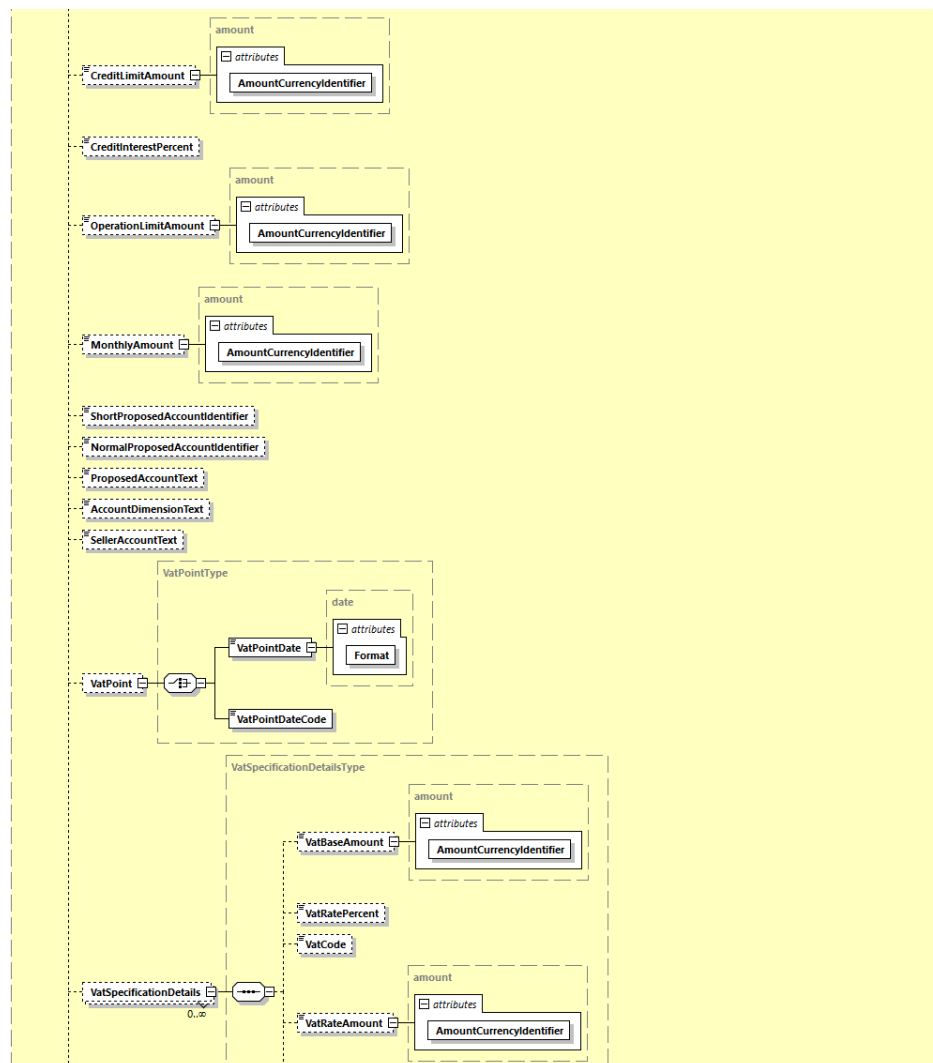 amount
attributes
CreditLimitAmount
AmountCurrencyIdentifier
CreditInterestPercent
amount
attributes
OperationLimitAmount
AmountCurrencyIdentifier
amount
attributes
MonthlyAmount
AmountCurrencyIdentifier
ShortProposedAccountIdentifier
NormalProposedAccountIdentifier
ProposedAccountText
AccountDimensionText
SellerAccountText
VatPointType
date
attributes
VatPointDate
Format
VatPoint
VatPointDateCode
VatSpecificationDetailsType
amount
attributes
VatBaseAmount
AmountCurrencyIdentifier
VatRatePercent
VatCode
amount
VatSpecificationDetails
attributes
0..∞
VatRateAmount
AmountCurrencyIdentifier